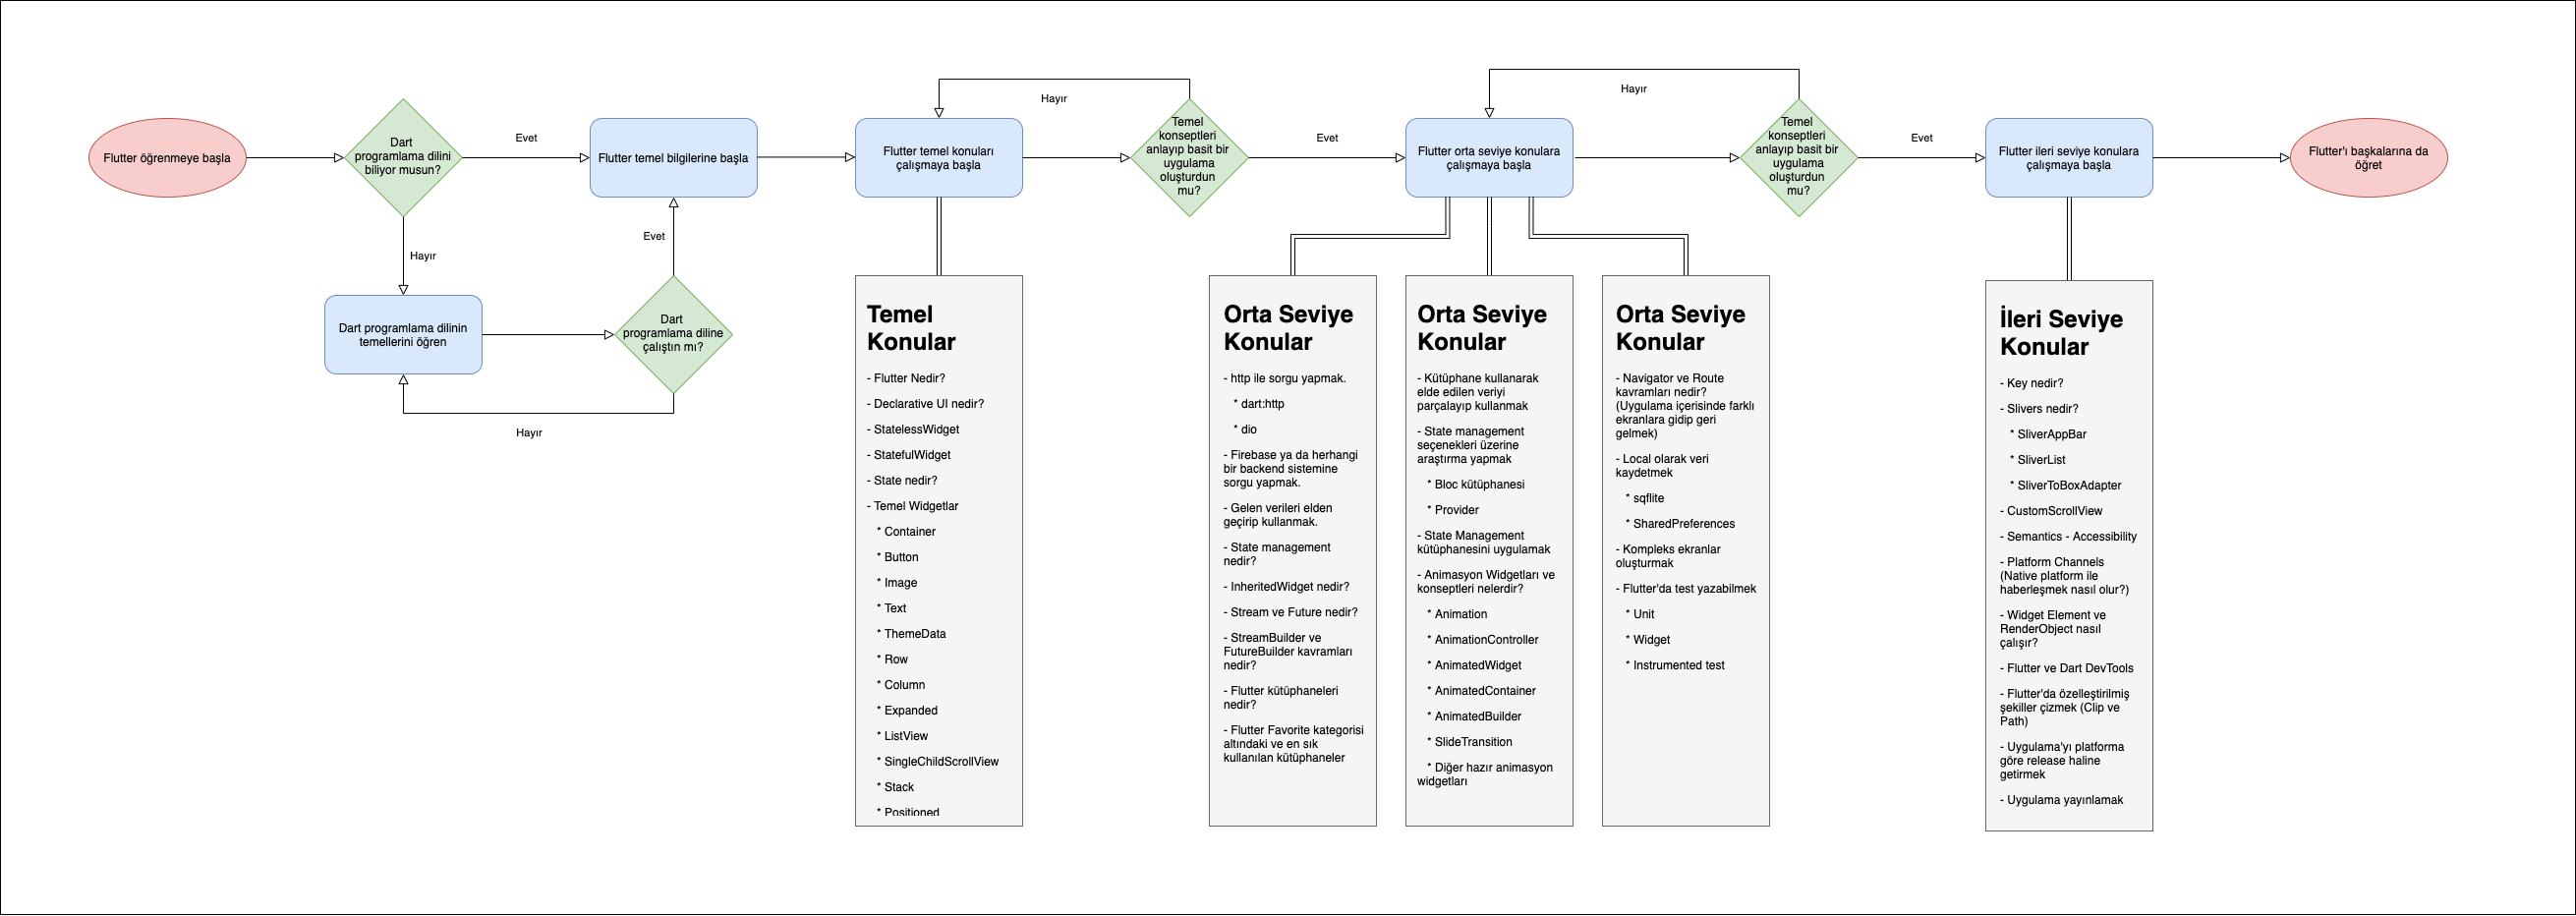 Flutter öğrenmeye başla
Dart
programlama dilini
biliyor musun?
Evet
Hayır
Flutter temel bilgilerine başla
Evet
Dart programlama dilinin
temellerini öğren
Dart
programlama diline
çalıştın mı?
Hayır
Flutter temel konuları
çalışmaya başla
Hayır
Temel
konseptleri
anlayıp basit bir
uygulama
oluşturdun
mu?
Evet
Flutter orta seviye konulara
çalışmaya başla
Hayır
Temel
konseptleri
anlayıp basit bir
uygulama
oluşturdun
mu?
Evet
Flutter ileri seviye konulara
çalışmaya başla
Flutter'ı başkalarına da
öğret
Temel
Konular
- Flutter Nedir?
- Declarative UI nedir?
- StatelessWidget
- StatefulWidget
- State nedir?
- Temel Widgetlar
* Container
* Button
* Image
* Text
* ThemeData
* Row
* Column
* Expanded
* ListView
* SingleChildScrollView
* Stack
* Positioned
Orta Seviye
Konular
- http ile sorgu yapmak.
* dart:http
* dio
- Firebase ya da herhangi
bir backend sistemine
sorgu yapmak.
- Gelen verileri elden
geçirip kullanmak.
- State management
nedir?
- InheritedWidget nedir?
- Stream ve Future nedir?
- StreamBuilder ve
FutureBuilder kavramları
nedir?
- Flutter kütüphaneleri
nedir?
- Flutter Favorite kategorisi
altındaki ve en sık
kullanılan kütüphaneler
Orta Seviye
Konular
- Kütüphane kullanarak
elde edilen veriyi
parçalayıp kullanmak
- State management
seçenekleri üzerine
araştırma yapmak
* Bloc kütüphanesi
* Provider
- State Management
kütüphanesini uygulamak
- Animasyon Widgetları ve
konseptleri nelerdir?
* Animation
* AnimationController
* AnimatedWidget
* AnimatedContainer
* AnimatedBuilder
* SlideTransition
* Diğer hazır animasyon
widgetları
Orta Seviye
Konular
- Navigator ve Route
kavramları nedir?
(Uygulama içerisinde farklı
ekranlara gidip geri
gelmek)
- Local olarak veri
kaydetmek
* sqflite
* SharedPreferences
- Kompleks ekranlar
oluşturmak
- Flutter'da test yazabilmek
* Unit
* Widget
* Instrumented test
İleri Seviye
Konular
- Key nedir?
- Slivers nedir?
* SliverAppBar
* SliverList
* SliverToBoxAdapter
- CustomScrollView
- Semantics - Accessibility
- Platform Channels
(Native platform ile
haberleşmek nasıl olur?)
- Widget Element ve
RenderObject nasıl
çalışır?
- Flutter ve Dart DevTools
- Flutter'da özelleştirilmiş
şekiller çizmek (Clip ve
Path)
- Uygulama'yı platforma
göre release haline
getirmek
- Uygulama yayınlamak